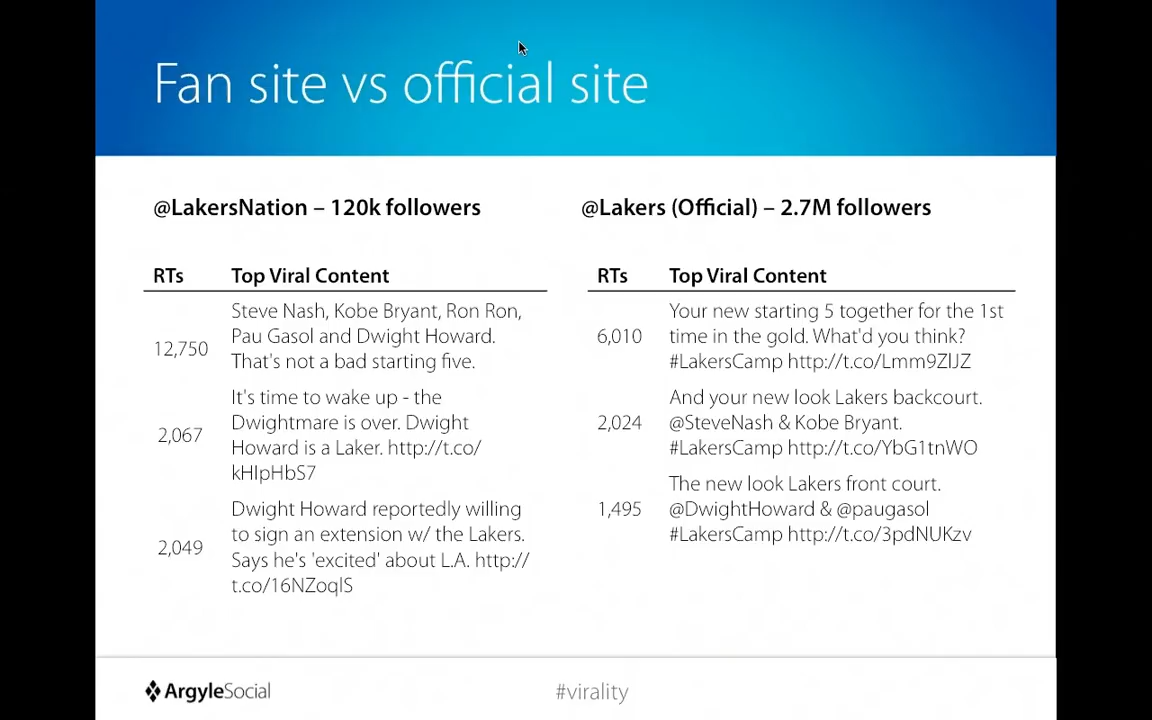 Fan site vs official site
@LakersNation – 120k followers
RTs Top Viral Content
12,750 Steve Nash, Kobe Bryant, Ron Ron,
Pau Gasol and Dwight Howard.
That's not a bad starting five.
2,067 It's time to wake up - the
Dwightmare is over. Dwight
Howard is a Laker. http://t.co/
kHIpHbS7
2,049 Dwight Howard reportedly willing
to sign an extension w/ the Lakers.
Says he's 'excited' about L.A. http://
t.co/16NZoqlS
@Lakers (Official) – 2.7M followers
RTs Top Viral Content
6,010 Your new starting 5 together for the 1st
time in the gold. What'd you think?
#LakersCamp http://t.co/Lmm9ZlJZ
2,024 And your new look Lakers backcourt.
@SteveNash & Kobe Bryant.
#LakersCamp http://t.co/YbG1tnWO
1,495 The new look Lakers front court.
@DwightHoward & @paugasol
#LakersCamp http://t.co/3pdNUKzv
ArgyleSocial
#virality